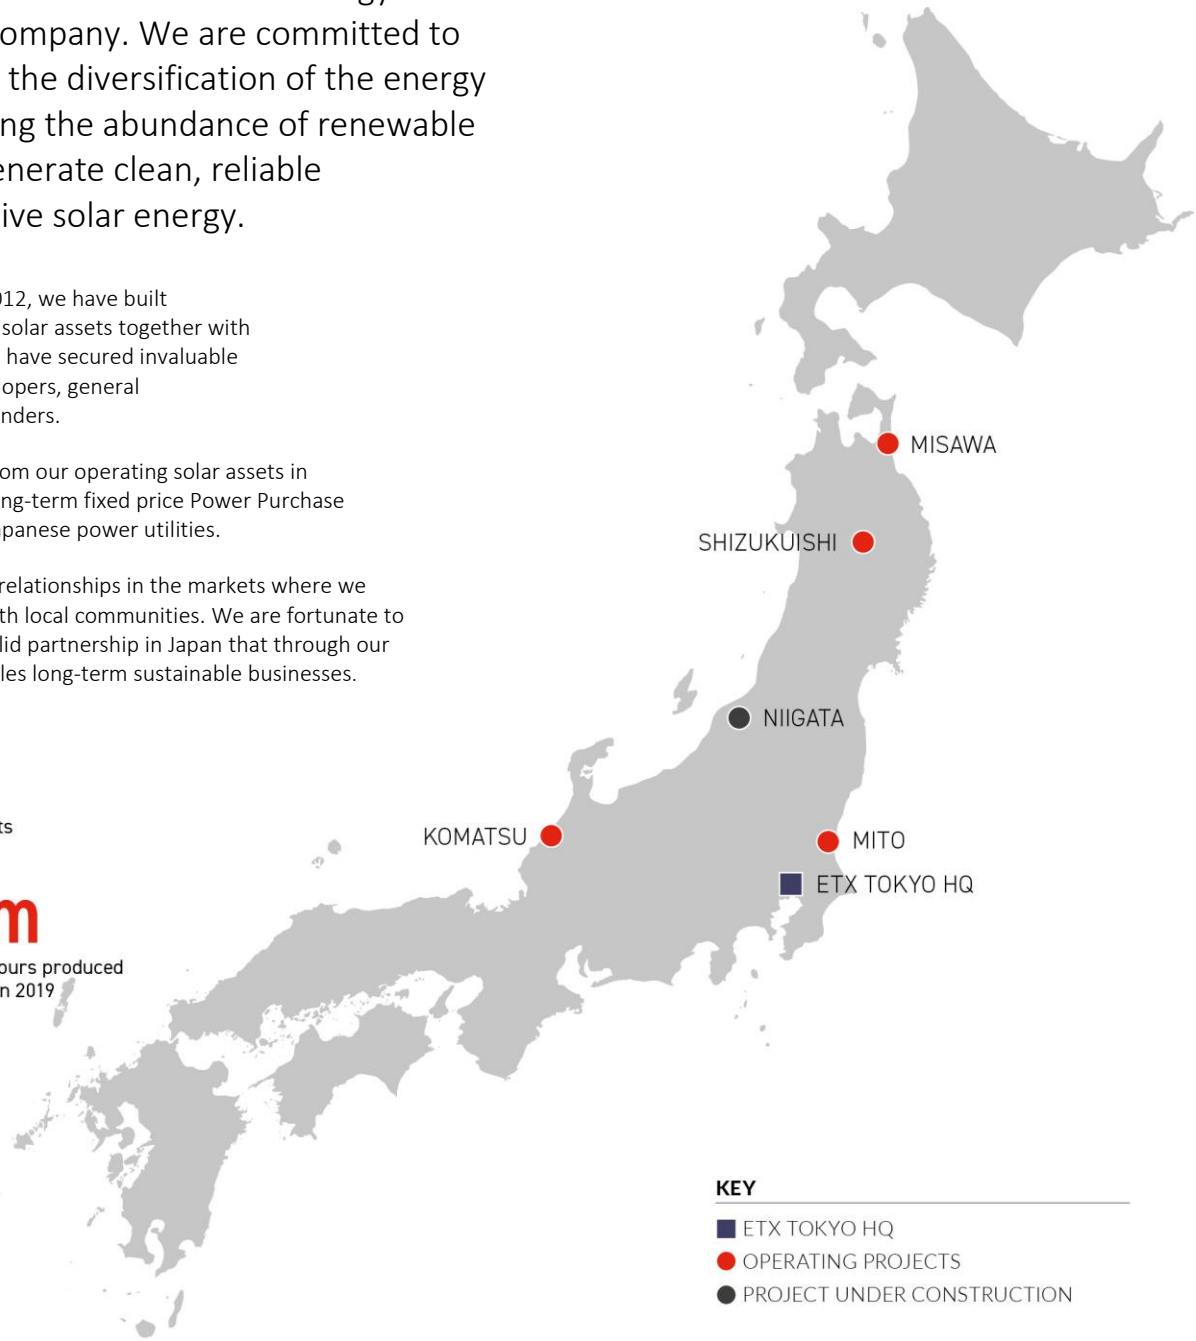 ompany. We are committed to
the diversification of the energy
ng the abundance of renewable
enerate clean, reliable
ive solar energy.
012, we have built
solar assets together with
have secured invaluable
opers, general
nders.
om our operating solar assets in
ng-term fixed price Power Purchase
apanese power utilities.
relationships in the markets where we
th local communities. We are fortunate to
lid partnership in Japan that through our
les long-term sustainable businesses.
ts
m
ours produced
n 2019
MISAWA
SHIZUKUISHI
NIIGATA
KOMATSU
MITO
ETX TOKYO HQ
KEY
ETX TOKYO HQ
OPERATING PROJECTS
PROJECT UNDER CONSTRUCTION